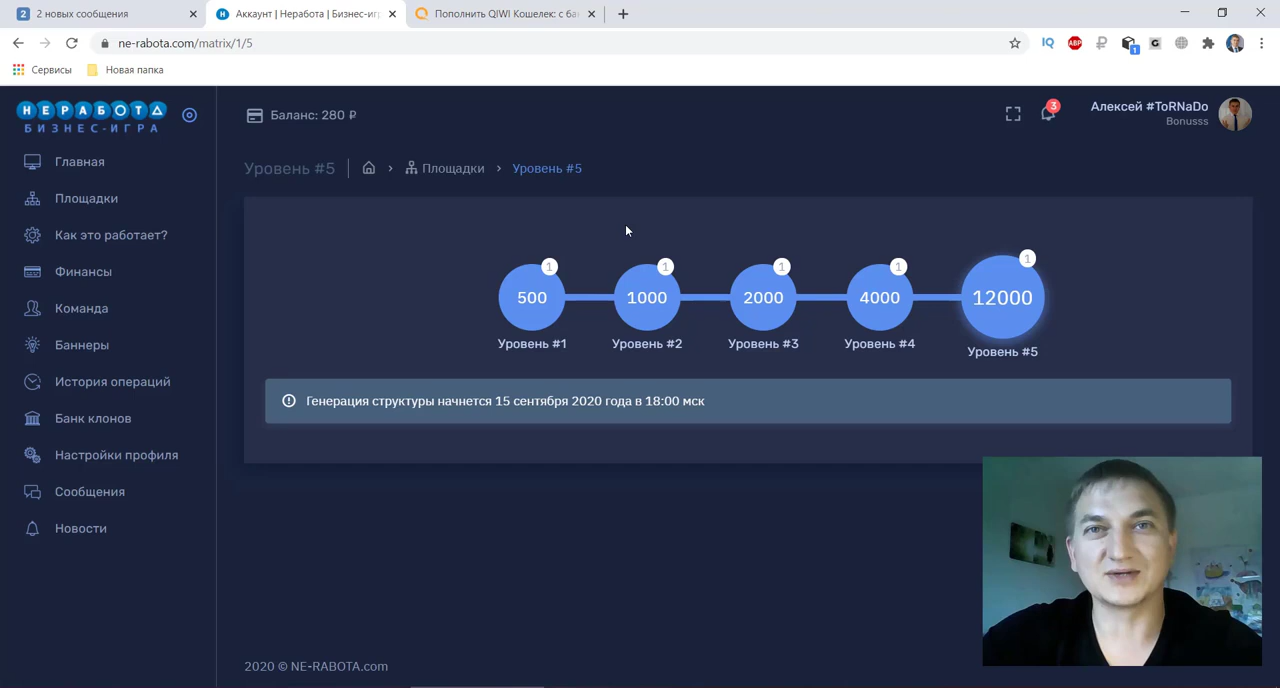 2 2 новых сообщения
Аккаунт | Неработа | Бизнес-иг
Пополнить QIWI Кошелек: с ба
ne-rabota.com/matrix/1/5
IQ
ABP
1
G
Сервисы
Новая папка
НЕРАБОТА
БИЗНЕС-ИГРА
Баланс: 280 ₽
3
Алексей #ToRNaDo
Bonusss
Главная
Площадки
Как это работает?
Финансы
Команда
Баннеры
История операций
Банк клонов
Настройки профиля
Сообщения
Новости
Уровень #5
Площадки
Уровень #5
1 1 1 1 1
500 1000 2000 4000 12000
Уровень #1 Уровень #2 Уровень #3 Уровень #4 Уровень #5
Генерация структуры начнется 15 сентября 2020 года в 18:00 мск
2020 © NE-RABOTA.com